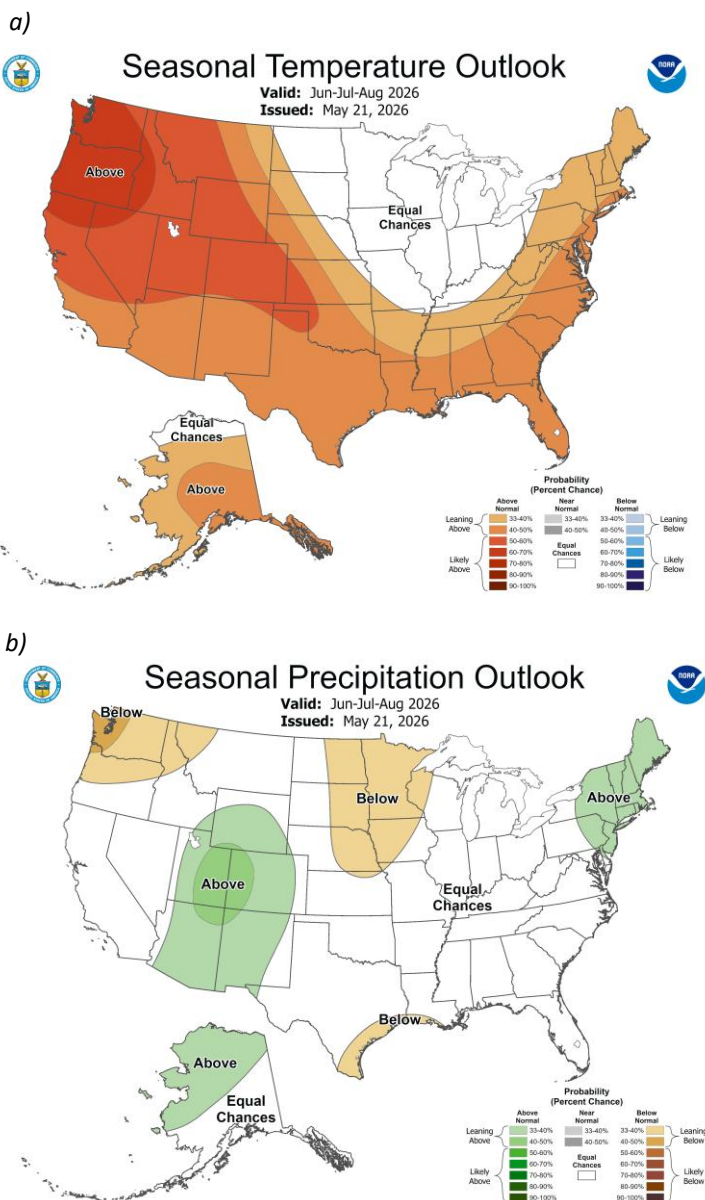 a)
Seasonal Temperature Outlook
Valid: Jun-Jul-Aug 2026
Issued: May 21, 2026
NOAA
Above
Equal
Chances
Equal
Chances
Above
Probability
(Percent Chance)
Above
Normal
Near
Normal
Below
Normal
Leaning
Above
33-40%
33-40%
33-40%
Leaning
Below
40-50%
40-50%
40-50%
Likely
Above
50-60%
Equal
Chances
50-60%
Likely
Below
60-70%
60-70%
70-80%
70-80%
80-90%
80-90%
90-100%
90-100%
b)
Seasonal Precipitation Outlook
Valid: Jun-Jul-Aug 2026
Issued: May 21, 2026
NOAA
Below
Below
Above
Above
Equal
Chances
Below
Above
Equal
Chances
Probability
(Percent Chance)
Above
Normal
Near
Normal
Below
Normal
Leaning
Above
33-40%
33-40%
33-40%
Leaning
Below
40-50%
40-50%
40-50%
Likely
Above
50-60%
Equal
Chances
50-60%
Likely
Below
60-70%
60-70%
70-80%
70-80%
80-90%
80-90%
90-100%
90-100%